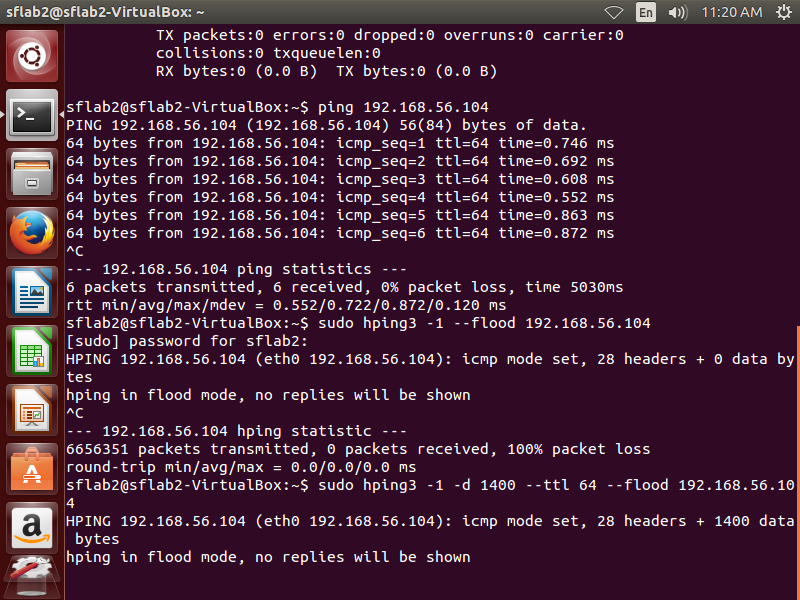 sflab2@sflab2-VirtualBox: ~
En
11:20 AM
TX packets:0 errors:0 dropped:0 overruns:0 carrier:0
collisions:0 txqueuelen:0
RX bytes:0 (0.0 B)  TX bytes:0 (0.0 B)
sflab2@sflab2-VirtualBox:~$ ping 192.168.56.104
PING 192.168.56.104 (192.168.56.104) 56(84) bytes of data.
64 bytes from 192.168.56.104: icmp_seq=1 ttl=64 time=0.746 ms
64 bytes from 192.168.56.104: icmp_seq=2 ttl=64 time=0.692 ms
64 bytes from 192.168.56.104: icmp_seq=3 ttl=64 time=0.608 ms
64 bytes from 192.168.56.104: icmp_seq=4 ttl=64 time=0.552 ms
64 bytes from 192.168.56.104: icmp_seq=5 ttl=64 time=0.863 ms
64 bytes from 192.168.56.104: icmp_seq=6 ttl=64 time=0.872 ms
^C
--- 192.168.56.104 ping statistics ---
6 packets transmitted, 6 received, 0% packet loss, time 5030ms
rtt min/avg/max/mdev = 0.552/0.722/0.872/0.120 ms
sflab2@sflab2-VirtualBox:~$ sudo hping3 -1 --flood 192.168.56.104
[sudo] password for sflab2:
HPING 192.168.56.104 (eth0 192.168.56.104): icmp mode set, 28 headers + 0 data by
tes
hping in flood mode, no replies will be shown
^C
--- 192.168.56.104 hping statistic ---
6656351 packets transmitted, 0 packets received, 100% packet loss
round-trip min/avg/max = 0.0/0.0/0.0 ms
sflab2@sflab2-VirtualBox:~$ sudo hping3 -1 -d 1400 --ttl 64 --flood 192.168.56.10
4
HPING 192.168.56.104 (eth0 192.168.56.104): icmp mode set, 28 headers + 1400 data
 bytes
hping in flood mode, no replies will be shown